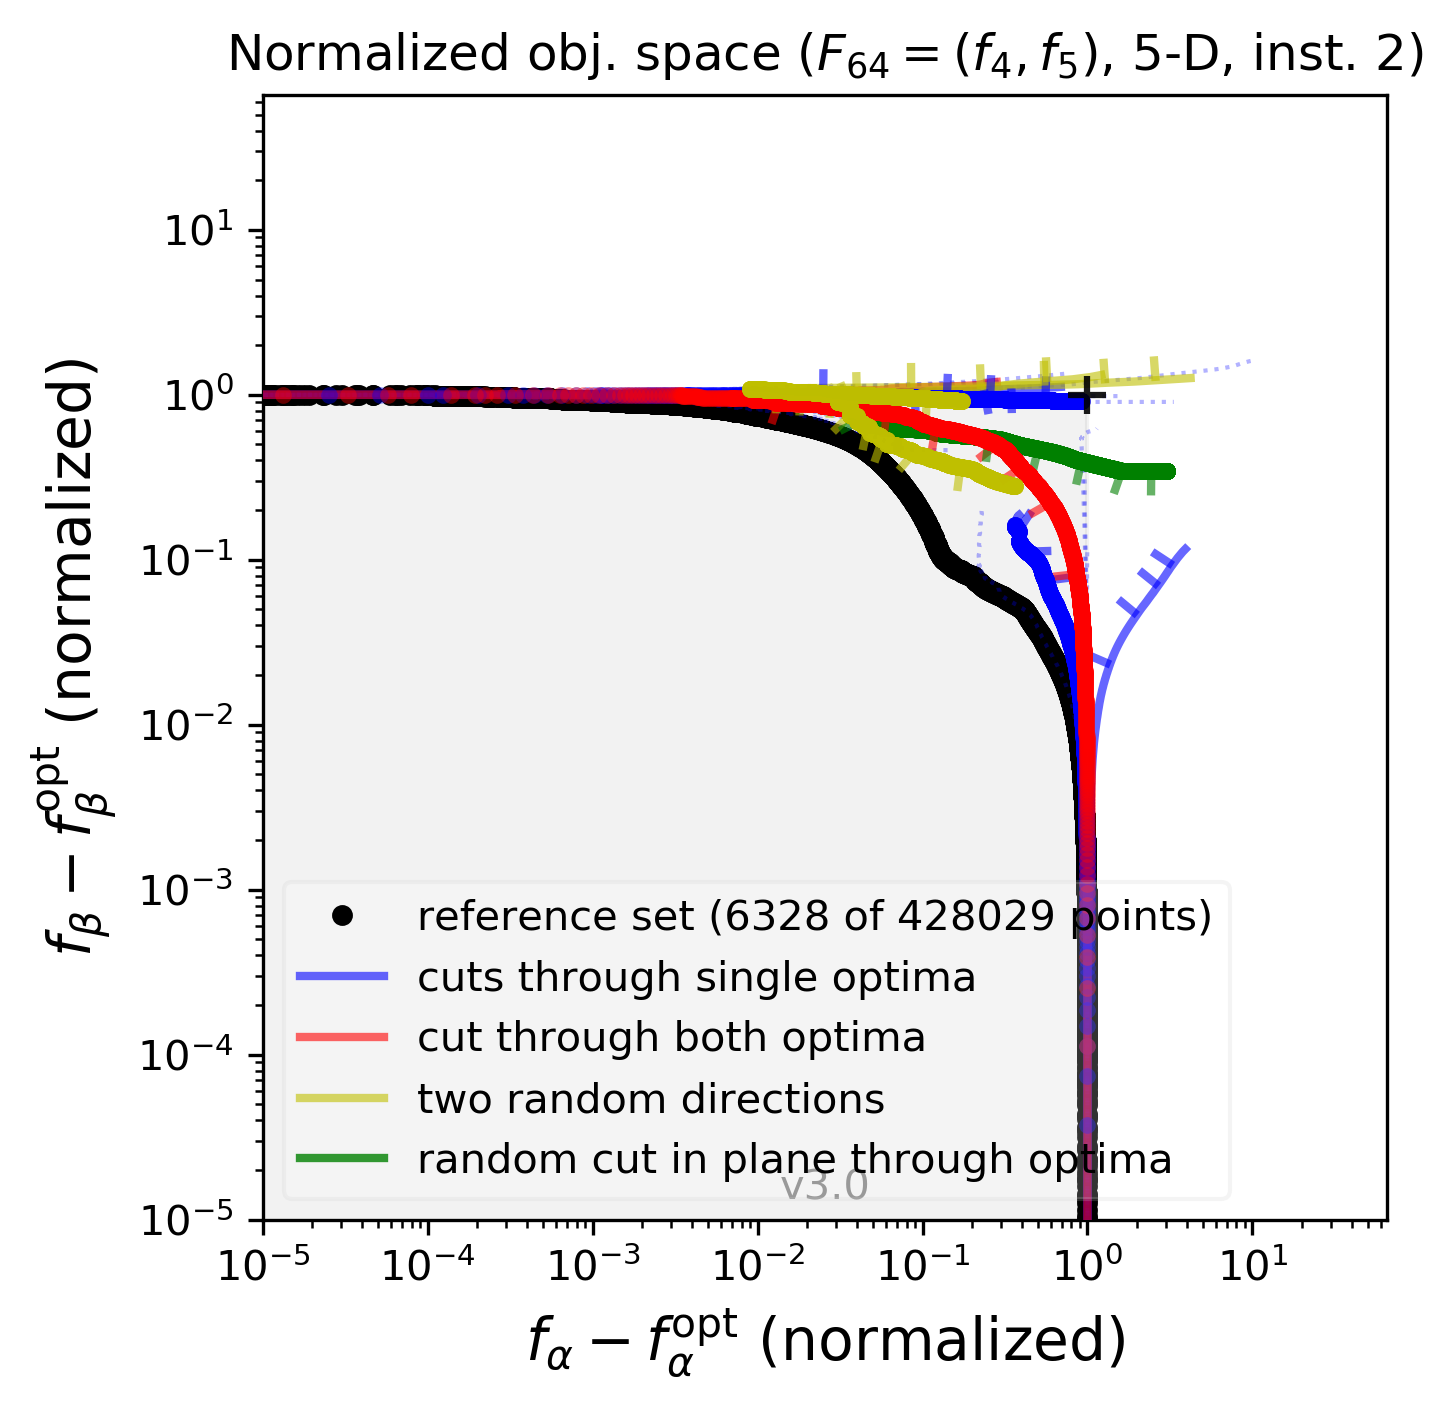 Normalized obj. space (F₆₄ = (f₄, f₅), 5-D, inst. 2)
10¹
10⁰
10⁻¹
10⁻²
10⁻³
10⁻⁴
10⁻⁵
f_β − f_β^opt (normalized)
reference set (6328 of 428029 points)
cuts through single optima
cut through both optima
two random directions
random cut in plane through optima
v3.0
10⁻⁵ 10⁻⁴ 10⁻³ 10⁻² 10⁻¹ 10⁰ 10¹
f_α − f_α^opt (normalized)